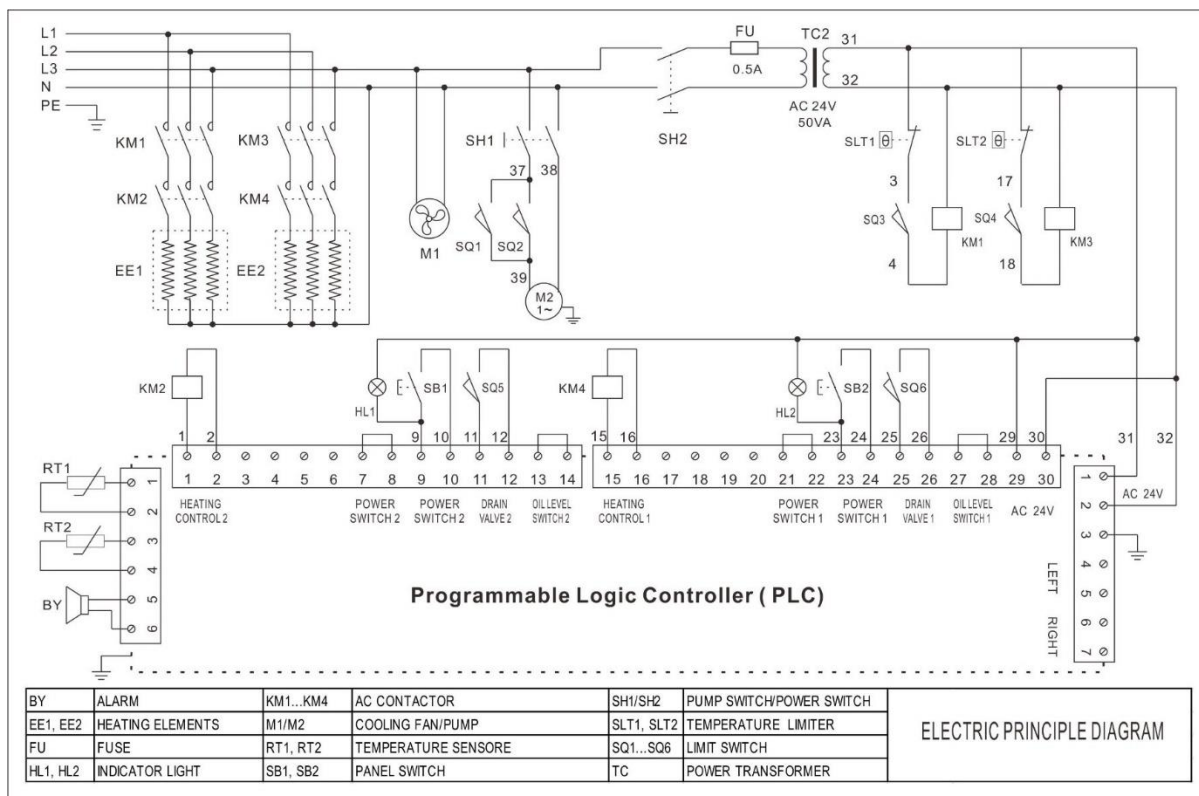 L1
L2
L3
N
PE
FU
0.5A
TC2
31
32
AC 24V
50VA
KM1
KM3
SH1
SH2
SLT1 θ
SLT2 θ
37
38
KM2
KM4
3
17
SQ1
SQ2
M1
SQ3
KM1
SQ4
KM3
EE1
EE2
39
4
18
M2
1~
KM2
HL1
SB1
SQ5
KM4
HL2
SB2
SQ6
1 2 9 10 11 12 15 16 23 24 25 26 29 30 31 32
1 2 3 4 5 6 7 8 9 10 11 12 13 14 15 16 17 18 19 20 21 22 23 24 25 26 27 28 29 30
HEATING
CONTROL 2
POWER
SWITCH 2
POWER
SWITCH 2
DRAIN
VALVE 2
OIL LEVEL
SWITCH 2
HEATING
CONTROL 1
POWER
SWITCH 1
POWER
SWITCH 1
DRAIN
VALVE 1
OIL LEVEL
SWITCH 1
AC 24V
RT1
RT2
BY
1
2
3
4
5
6
1
2
3
4
5
6
7
AC 24V
LEFT
RIGHT
Programmable Logic Controller ( PLC)
BY ALARM KM1...KM4 AC CONTACTOR SH1/SH2 PUMP SWITCH/POWER SWITCH
EE1, EE2 HEATING ELEMENTS M1/M2 COOLING FAN/PUMP SLT1, SLT2 TEMPERATURE LIMITER
FU FUSE RT1, RT2 TEMPERATURE SENSORE SQ1...SQ6 LIMIT SWITCH
HL1, HL2 INDICATOR LIGHT SB1, SB2 PANEL SWITCH TC POWER TRANSFORMER
ELECTRIC PRINCIPLE DIAGRAM